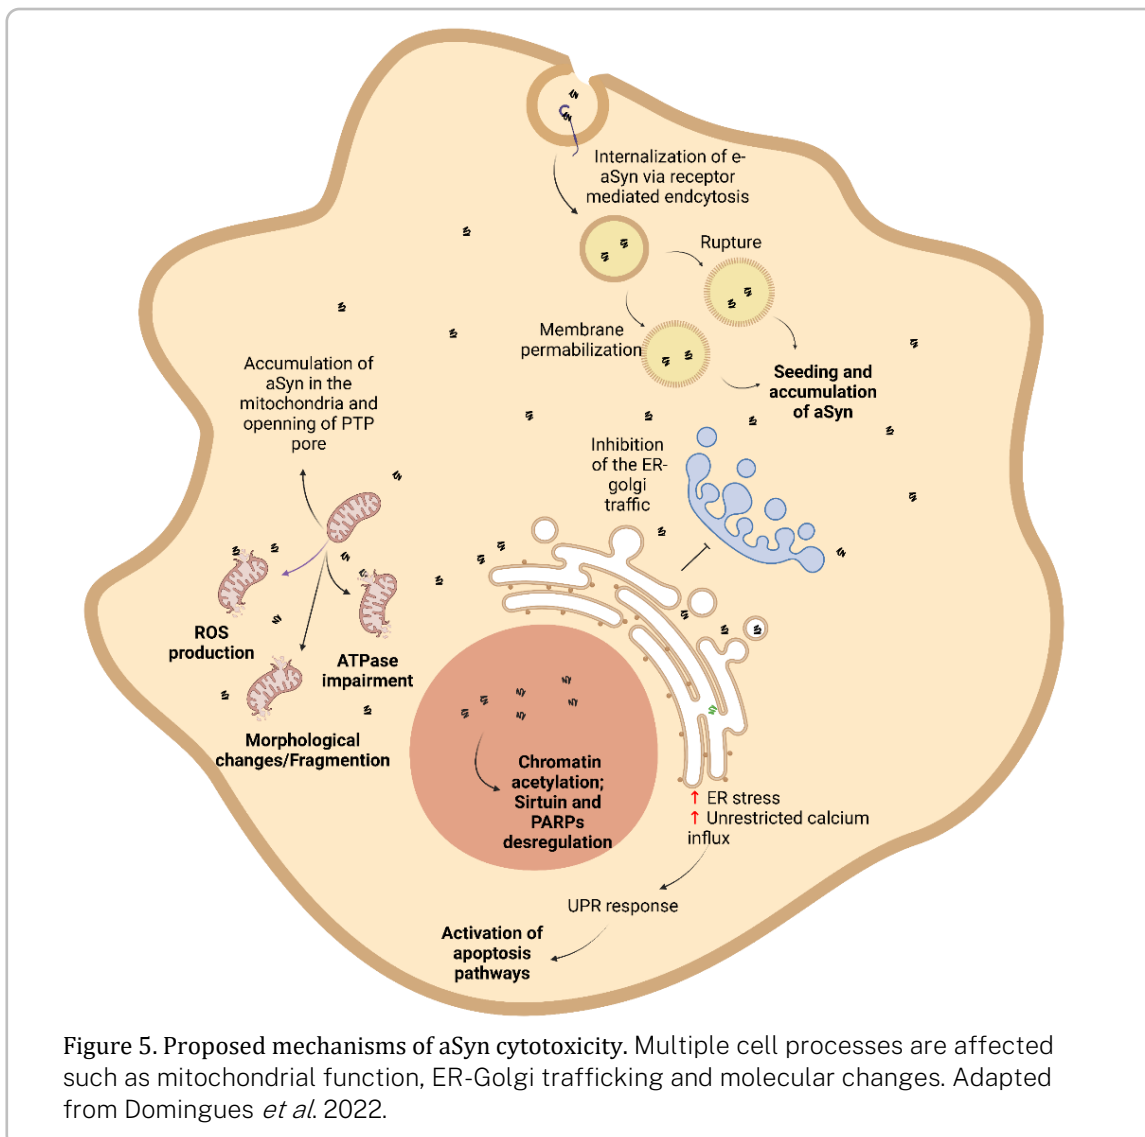 Internalization of e-
aSyn via receptor
mediated endcytosis
Rupture
Membrane
permabilization
Seeding and
accumulation
of aSyn
Accumulation of
aSyn in the
mitochondria and
openning of PTP
pore
Inhibition
of the ER-
golgi
traffic
ROS
production
ATPase
impairment
Morphological
changes/Fragmention
Chromatin
acetylation;
Sirtuin and
PARPs
desregulation
↑ ER stress
↑ Unrestricted calcium
influx
UPR response
Activation of
apoptosis
pathways
Figure 5. Proposed mechanisms of aSyn cytotoxicity. Multiple cell processes are affected
such as mitochondrial function, ER-Golgi trafficking and molecular changes. Adapted
from Domingues et al. 2022.